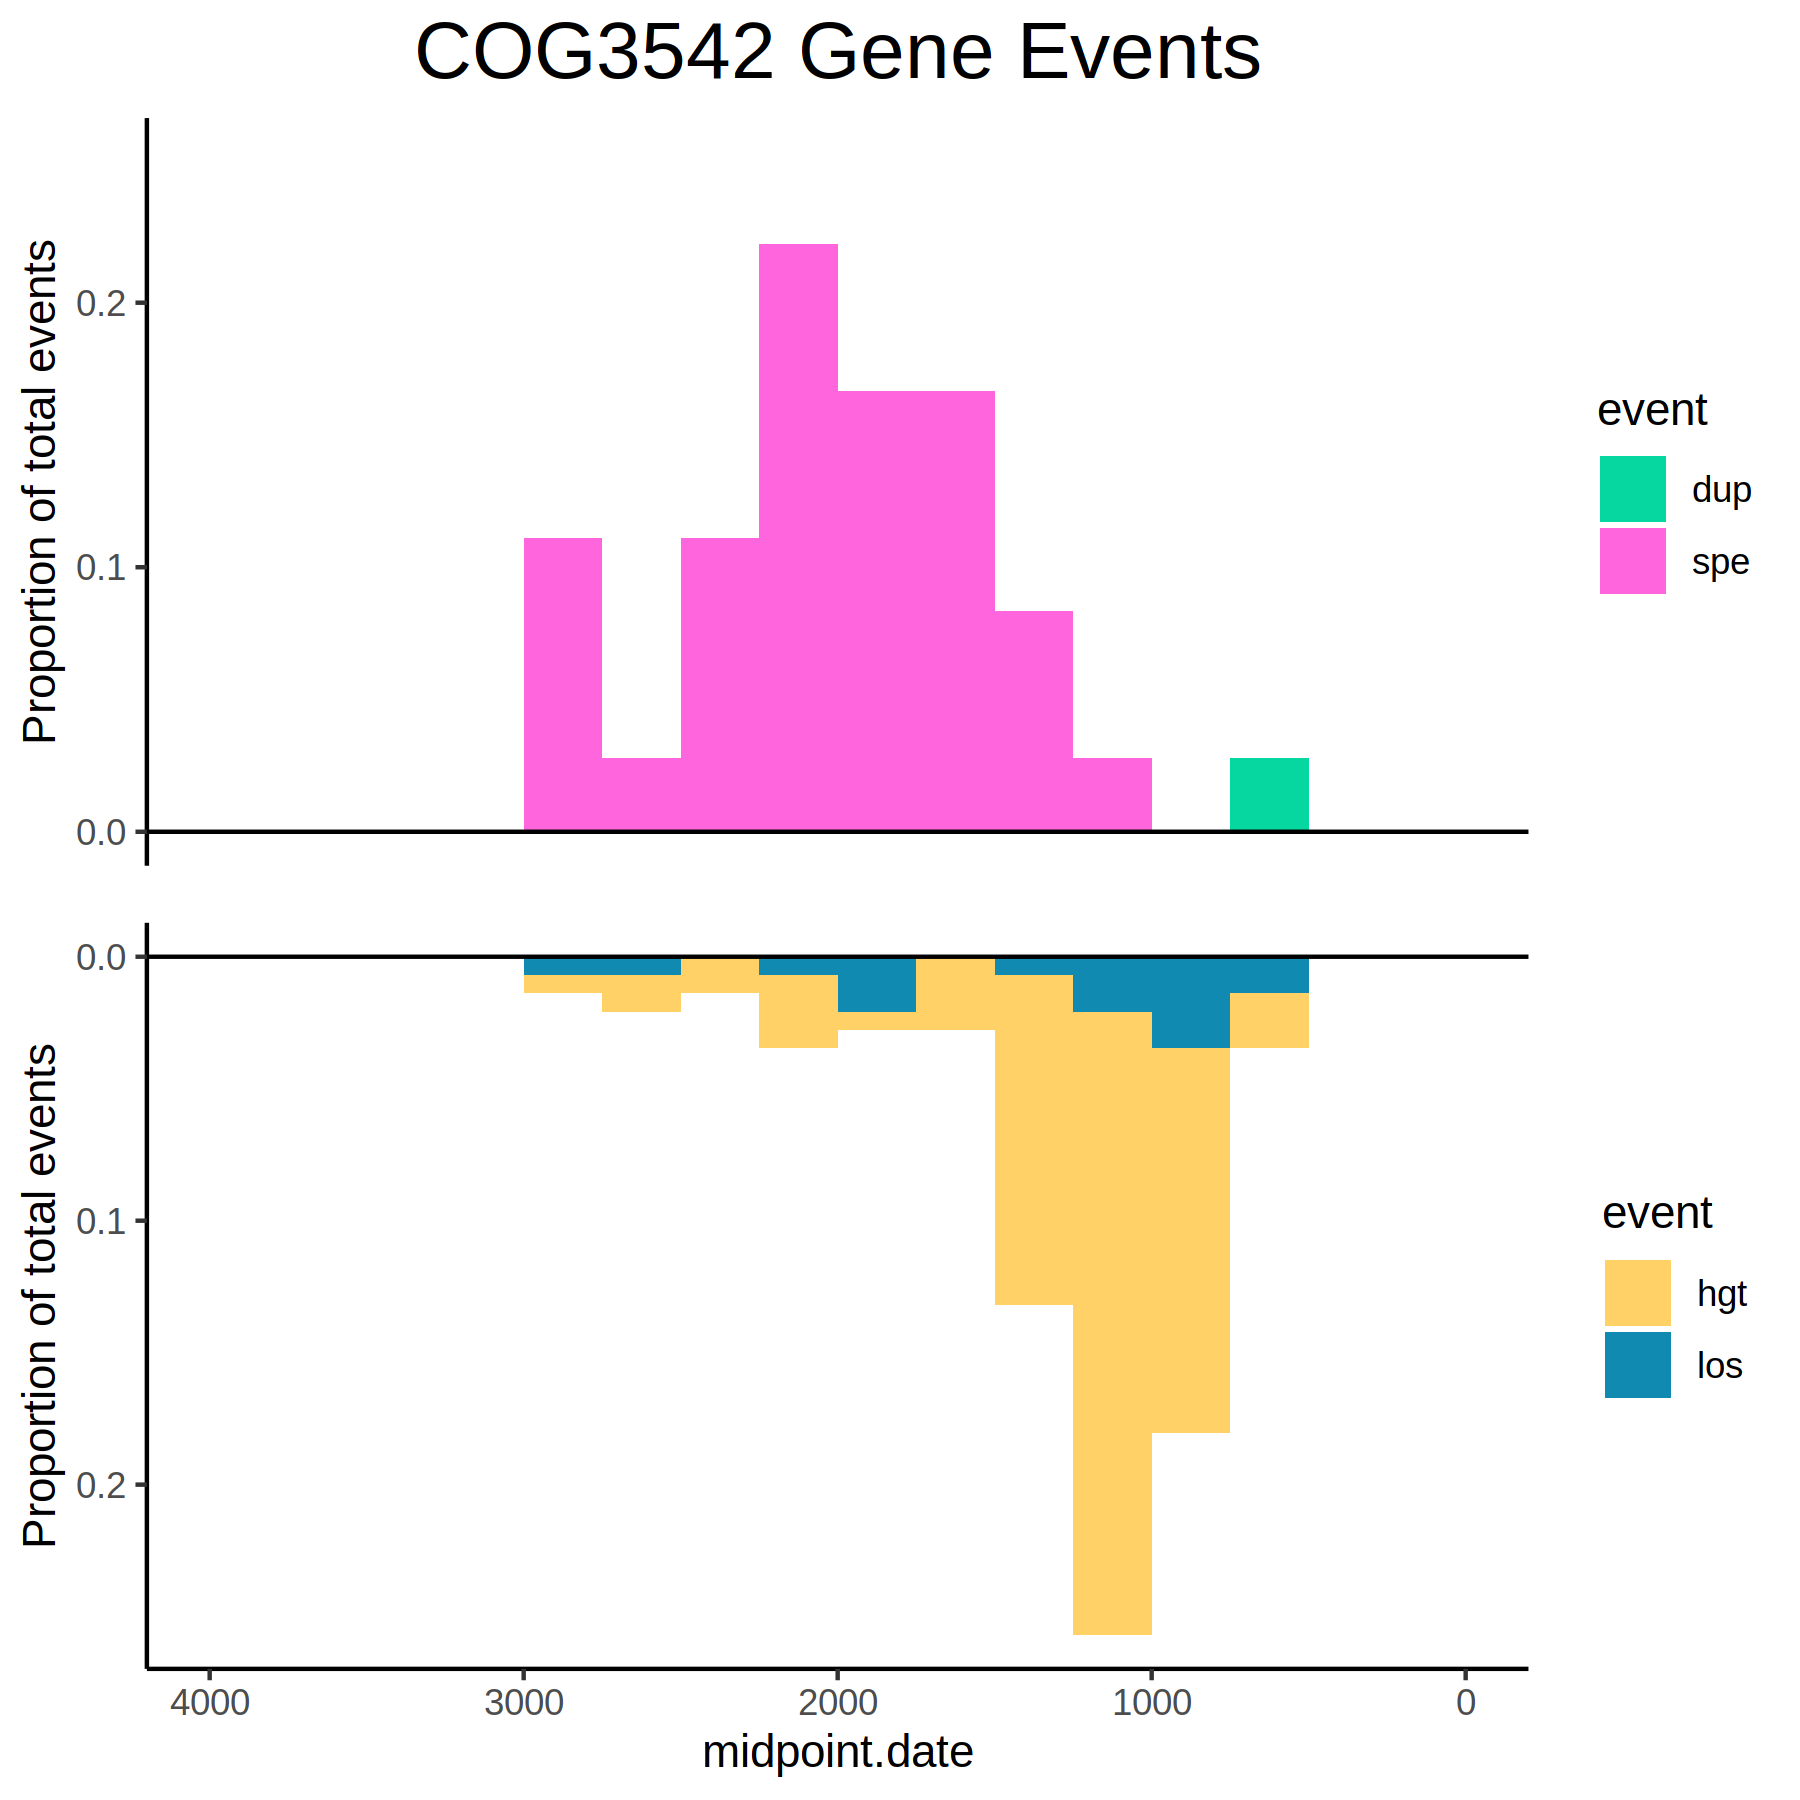 COG3542 Gene Events
Proportion of total events
0.2
0.1
0.0
event
dup
spe
Proportion of total events
0.0
0.1
0.2
event
hgt
los
4000 3000 2000 1000 0
midpoint.date